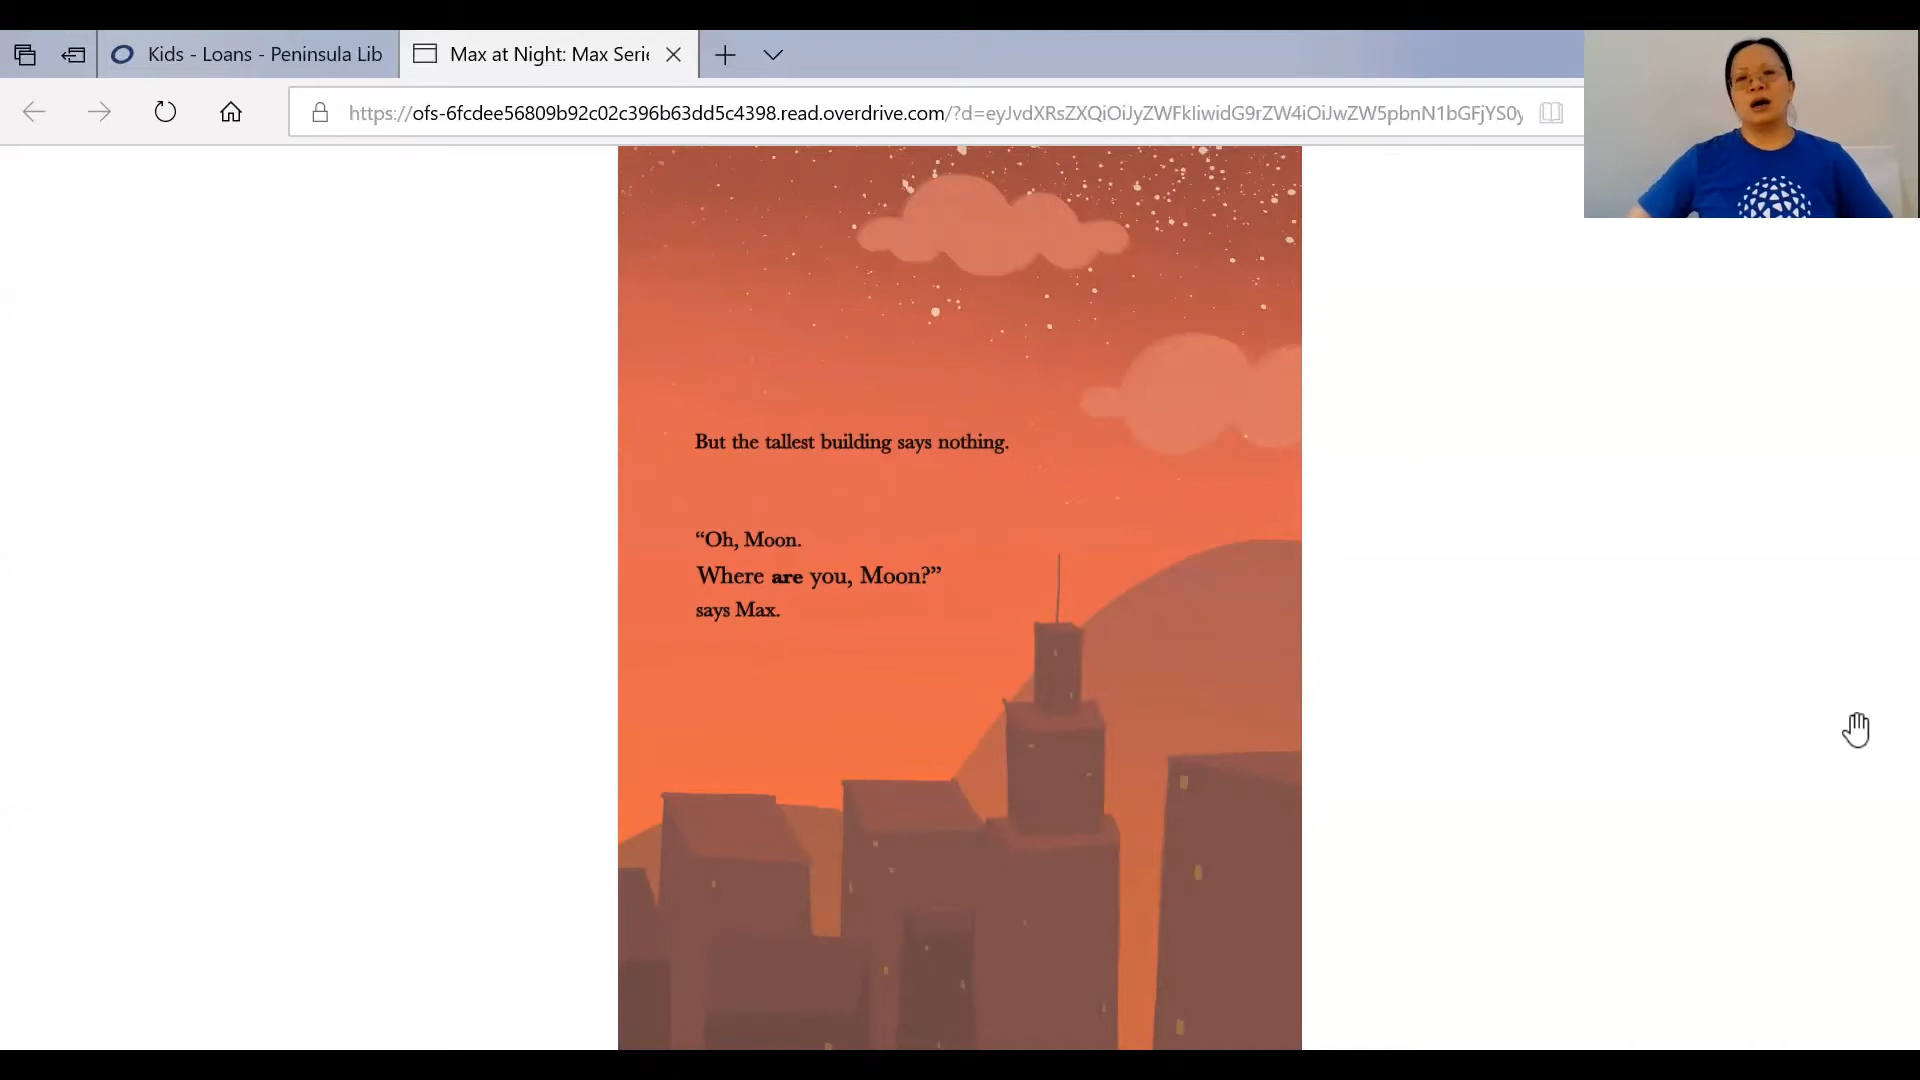 Kids - Loans - Peninsula Lib
Max at Night: Max Serie
https://ofs-6fcdee56809b92c02c396b63dd5c4398.read.overdrive.com/?d=eyJvdXRsZXQiOiJyZWFkIiwidG9rZW4iOiJwZW5pbnN1bGFjYS0y
But the tallest building says nothing.
“Oh, Moon.
Where are you, Moon?”
says Max.